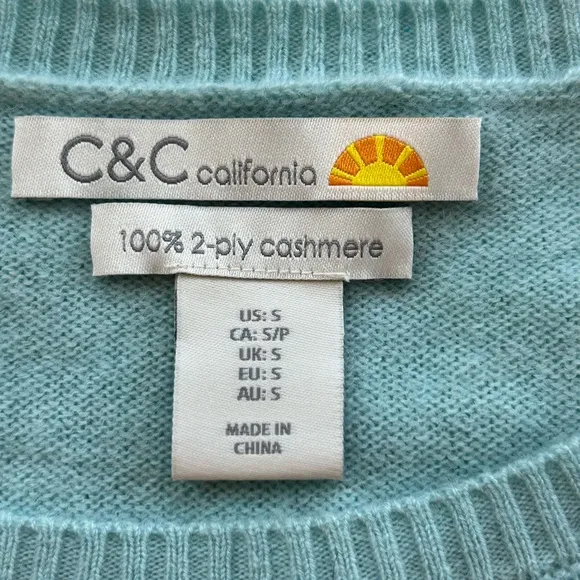 C&C california
100% 2-ply cashmere
US: S
CA: S/P
UK: S
EU: S
AU: S
MADE IN
CHINA